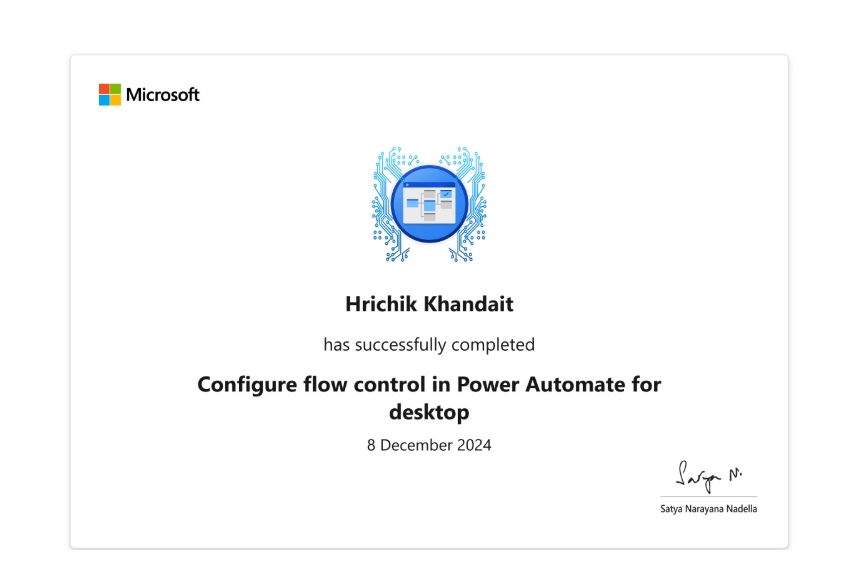 Microsoft
Hrichik Khandait
has successfully completed
Configure flow control in Power Automate for
desktop
8 December 2024
Satya N.
Satya Narayana Nadella